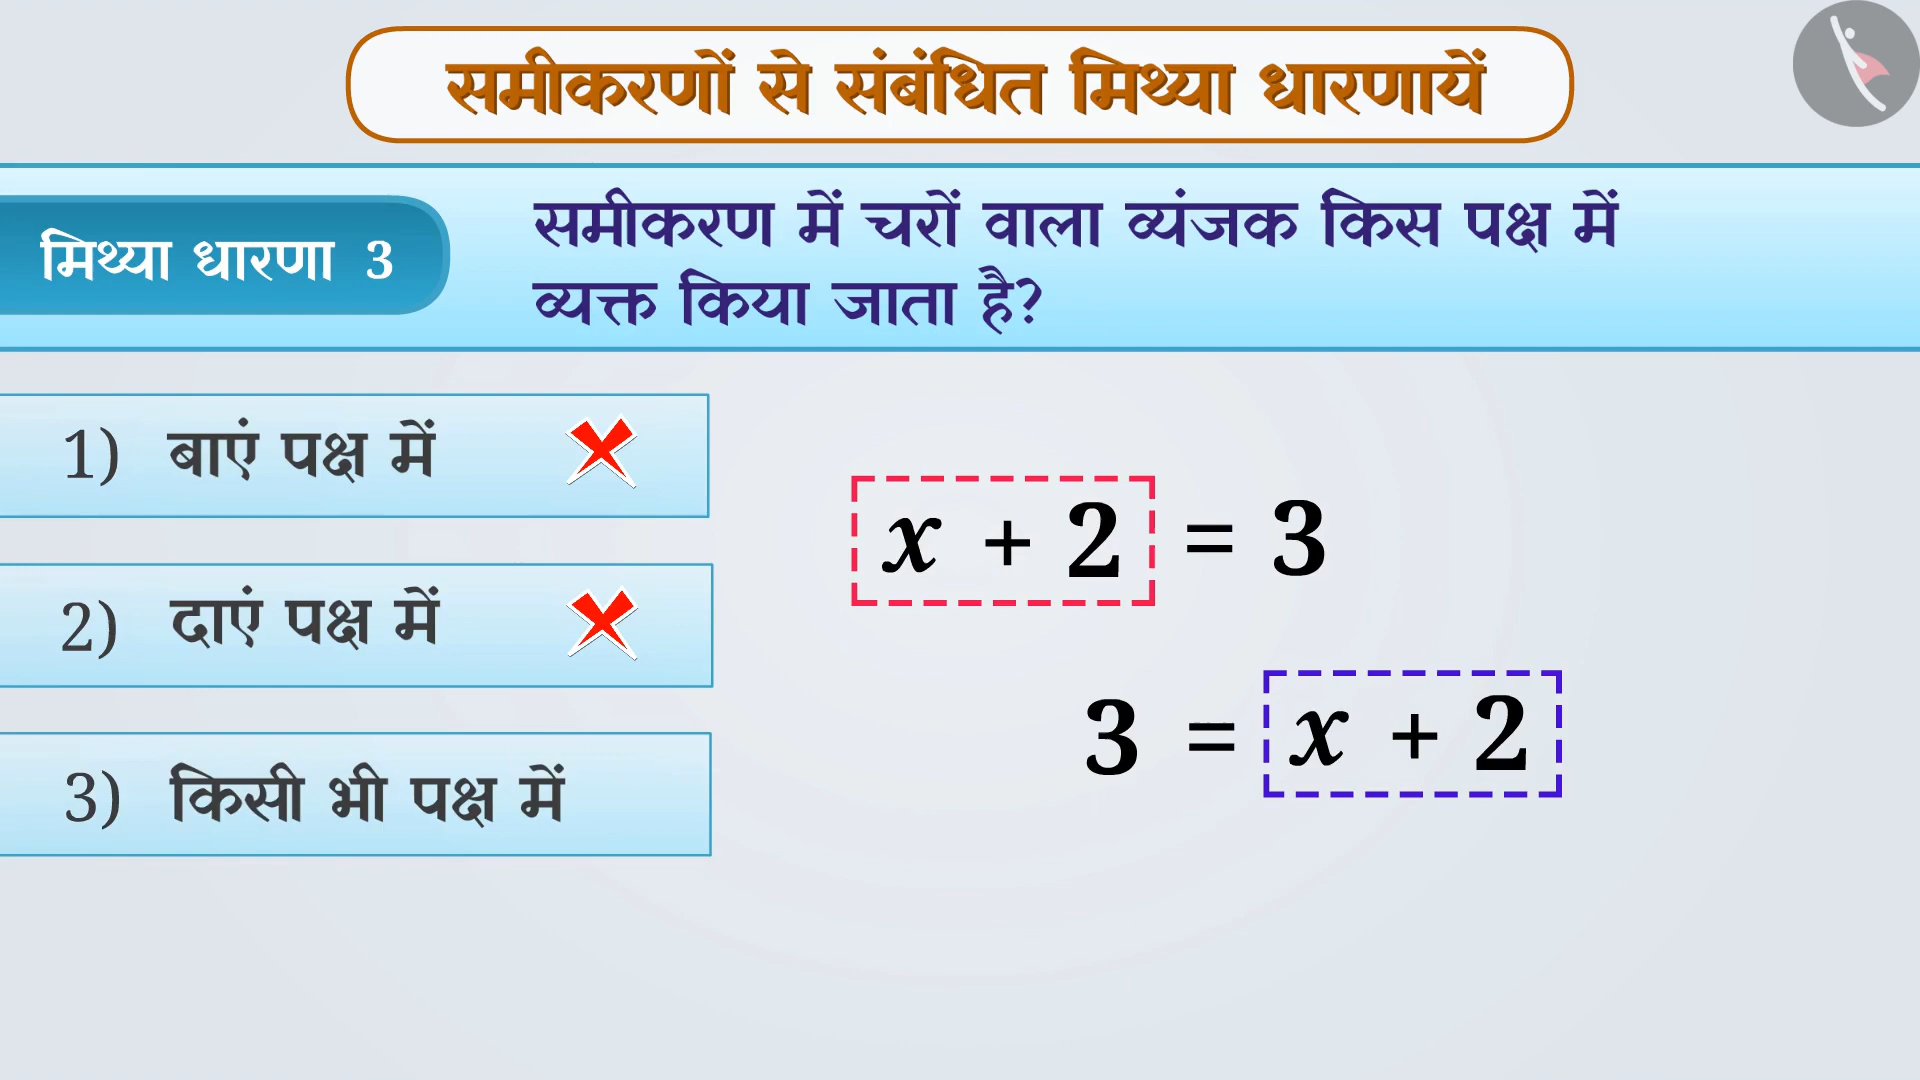 समीकरणों से संबंधित मिथ्या धारणायें
मिथ्या धारणा 3
समीकरण में चरों वाला व्यंजक किस पक्ष में
व्यक्त किया जाता है?
1) बाएं पक्ष में
2) दाएं पक्ष में
3) किसी भी पक्ष में
x + 2 = 3
3 = x + 2